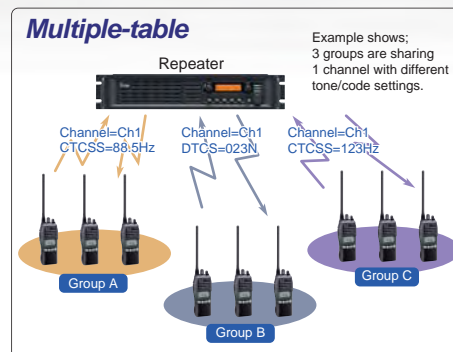 Multiple-table
Example shows;
3 groups are sharing
1 channel with different
tone/code settings.
Repeater
Channel=Ch1
CTCSS=88.5Hz
Channel=Ch1
DTCS=023N
Channel=Ch1
CTCSS=123Hz
Group A
Group B
Group C